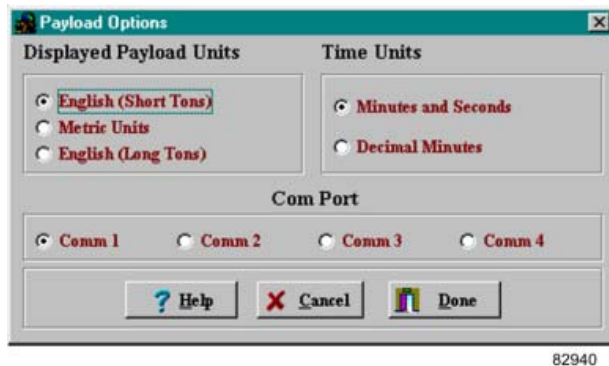 Payload Options
Displayed Payload Units
Time Units
English (Short Tons)
Metric Units
English (Long Tons)
Minutes and Seconds
Decimal Minutes
Com Port
Comm 1 Comm 2 Comm 3 Comm 4
Help Cancel Done
82940